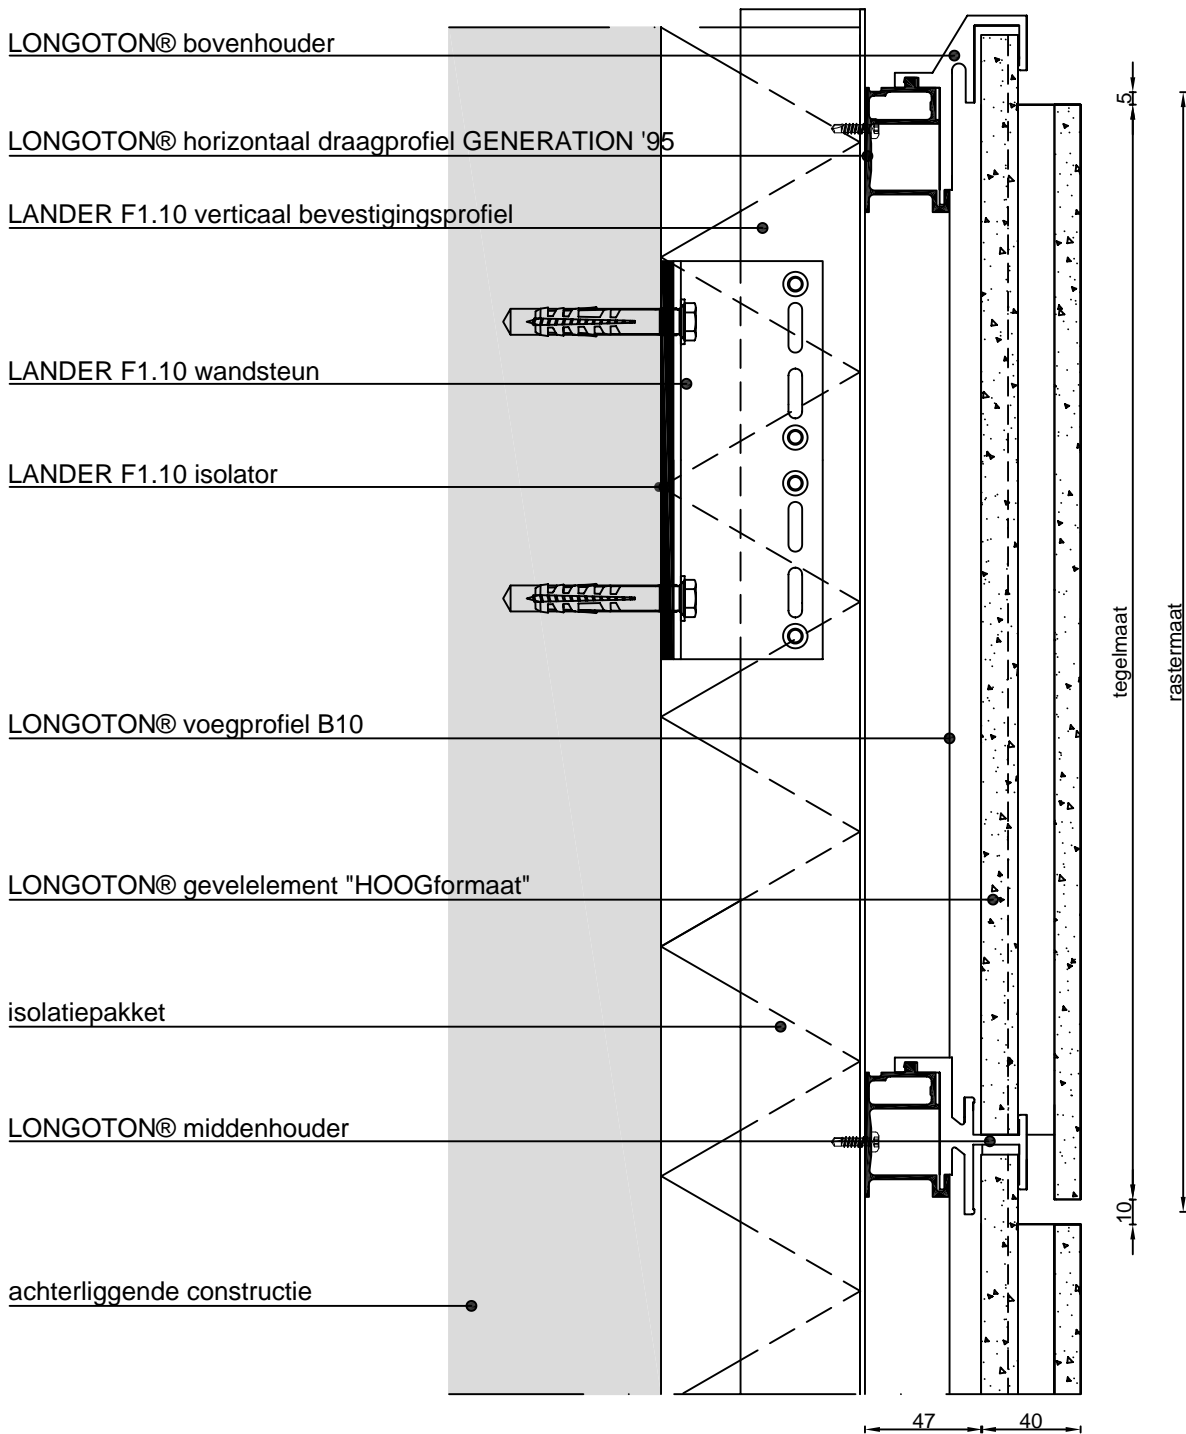 LONGOTON® bovenhouder
LONGOTON® horizontaal draagprofiel GENERATION '95
LANDER F1.10 verticaal bevestigingsprofiel
LANDER F1.10 wandsteun
LANDER F1.10 isolator
LONGOTON® voegprofiel B10
LONGOTON® gevelelement "HOOGformaat"
isolatiepakket
LONGOTON® middenhouder
achterliggende constructie
5
tegelmaat
rastermaat
10
47
40